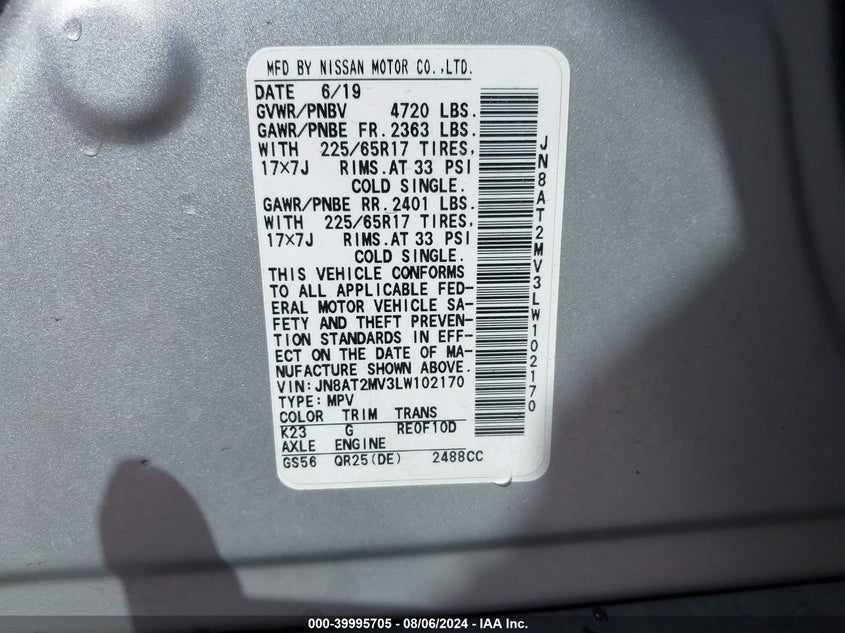 MFD BY NISSAN MOTOR CO.,LTD.
DATE 6/19
GVWR/PNBV 4720 LBS.
GAWR/PNBE FR.2363 LBS.
WITH 225/65R17 TIRES,
17×7J RIMS.AT 33 PSI
COLD SINGLE.
GAWR/PNBE RR.2401 LBS.
WITH 225/65R17 TIRES,
17×7J RIMS.AT 33 PSI
COLD SINGLE.
THIS VEHICLE CONFORMS
TO ALL APPLICABLE FED-
ERAL MOTOR VEHICLE SA-
FETY AND THEFT PREVEN-
TION STANDARDS IN EFF-
ECT ON THE DATE OF MA-
NUFACTURE SHOWN ABOVE.
VIN:JN8AT2MV3LW102170
TYPE:MPV
COLOR TRIM TRANS
K23 G RE0F10D
AXLE ENGINE
GS56 QR25(DE) 2488CC
JN8AT2MV3LW102170
000-39995705 - 08/06/2024 - IAA Inc.